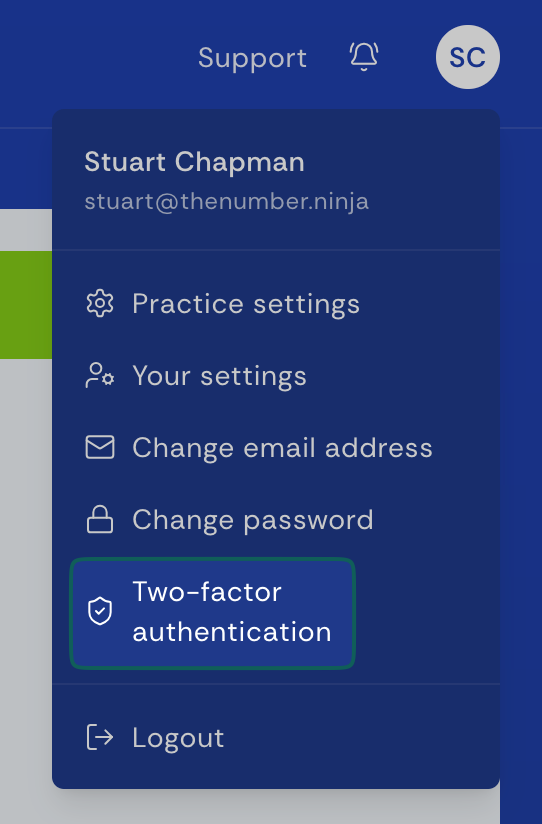 Support
SC
Stuart Chapman
stuart@thenumber.ninja
Practice settings
Your settings
Change email address
Change password
Two-factor
authentication
Logout